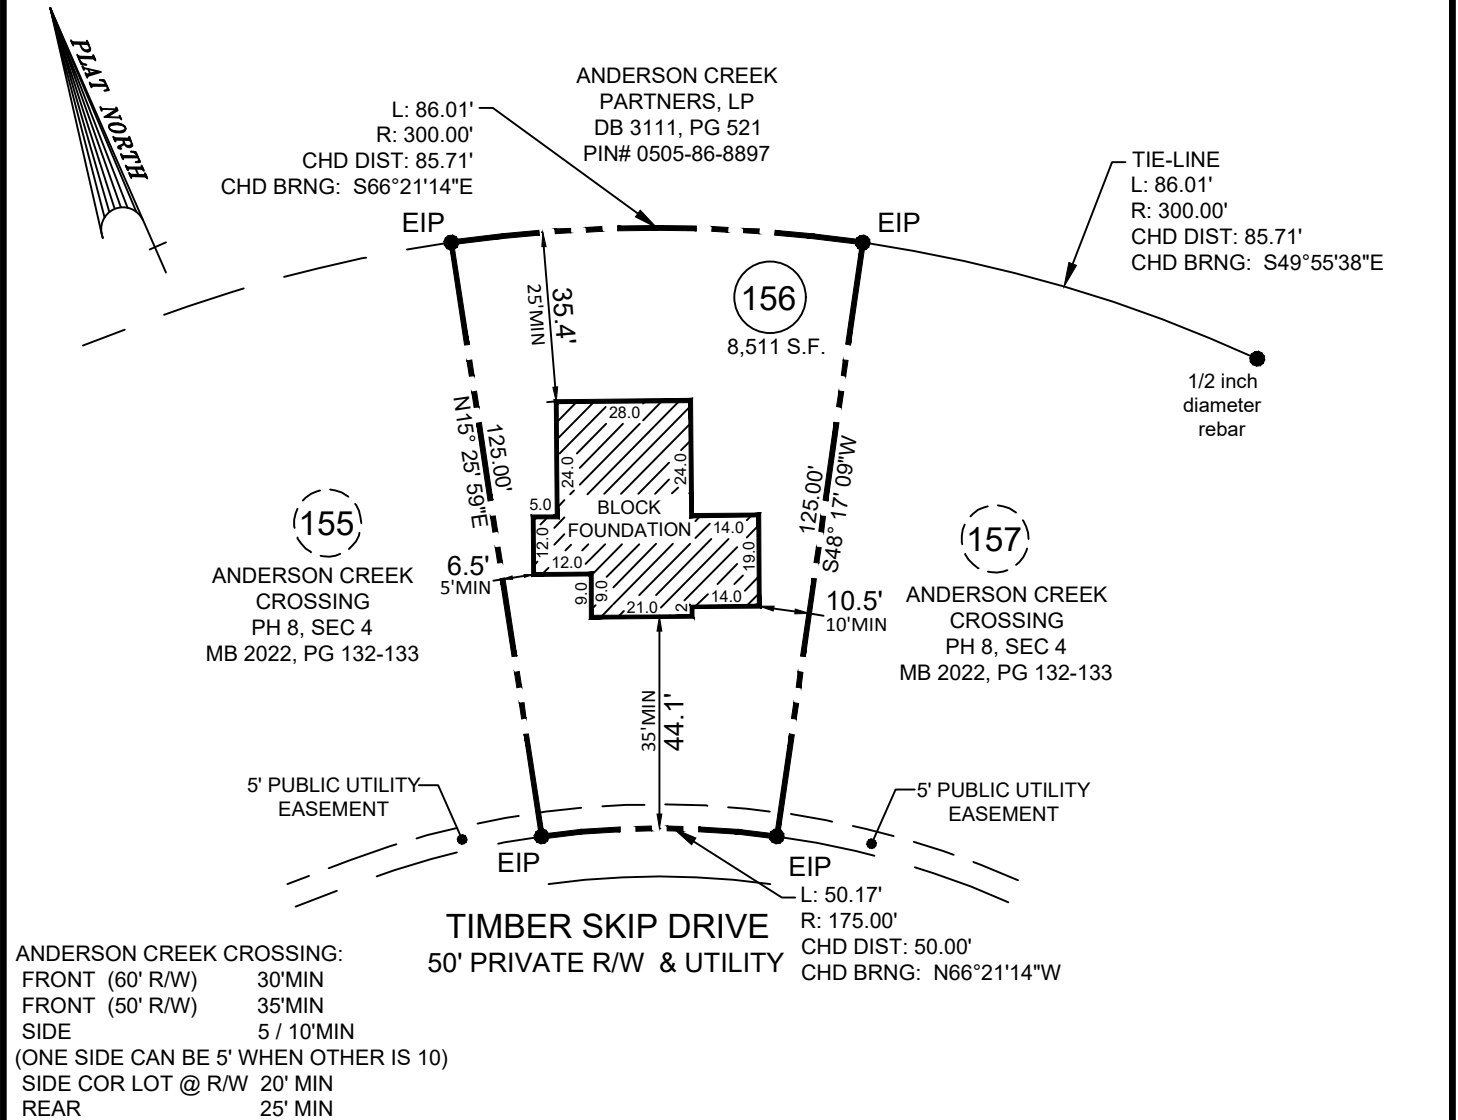 PLAT NORTH
ANDERSON CREEK
PARTNERS, LP
DB 3111, PG 521
PIN# 0505-86-8897
L: 86.01'
R: 300.00'
CHD DIST: 85.71'
CHD BRNG: S66°21'14"E
TIE-LINE
L: 86.01'
R: 300.00'
CHD DIST: 85.71'
CHD BRNG: S49°55'38"E
EIP
EIP
35.4'
25'MIN
156
8,511 S.F.
1/2 inch
diameter
rebar
N15° 25' 59"E
125.00'
125.00'
S48° 17' 09"W
28.0
24.0
24.0
5.0
BLOCK
FOUNDATION
14.0
12.0
12.0
19.0
9.0
9.0
21.0
2
14.0
155
ANDERSON CREEK
CROSSING
PH 8, SEC 4
MB 2022, PG 132-133
6.5'
5'MIN
10.5'
10'MIN
157
ANDERSON CREEK
CROSSING
PH 8, SEC 4
MB 2022, PG 132-133
35'MIN
44.1'
5' PUBLIC UTILITY
EASEMENT
5' PUBLIC UTILITY
EASEMENT
EIP
EIP
L: 50.17'
R: 175.00'
CHD DIST: 50.00'
CHD BRNG: N66°21'14"W
TIMBER SKIP DRIVE
50' PRIVATE R/W & UTILITY
ANDERSON CREEK CROSSING:
FRONT (60' R/W) 30'MIN
FRONT (50' R/W) 35'MIN
SIDE 5 / 10'MIN
(ONE SIDE CAN BE 5' WHEN OTHER IS 10)
SIDE COR LOT @ R/W 20' MIN
REAR 25' MIN